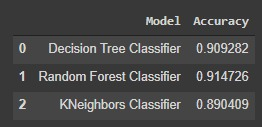 Model Accuracy
0 Decision Tree Classifier 0.909282
1 Random Forest Classifier 0.914726
2 KNeighbors Classifier 0.890409